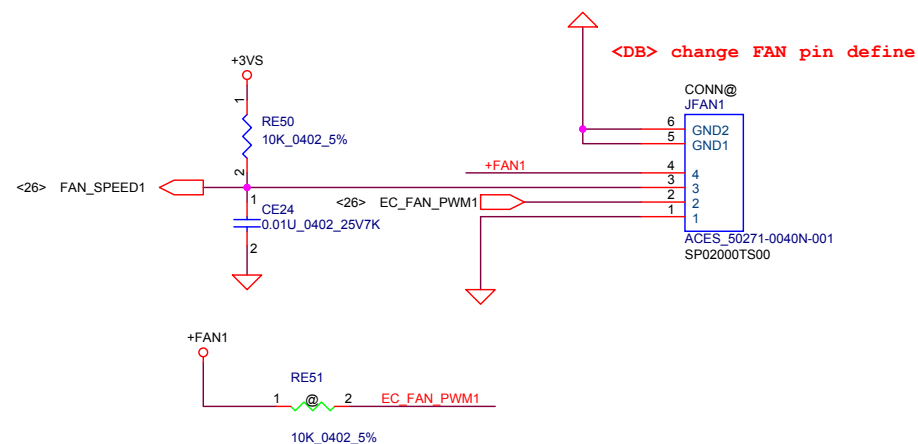 <DB> change FAN pin define
+3VS
CONN@
JFAN1
1
RE50
10K_0402_5%
2
6
GND2
5
GND1
+FAN1
4
4
<26>
FAN_SPEED1
3
3
1
CE24
0.01U_0402_25V7K
2
<26>
EC_FAN_PWM1
2
2
1
1
ACES_50271-0040N-001
SP02000TS00
+FAN1
RE51
1
@
2
EC_FAN_PWM1
10K_0402_5%